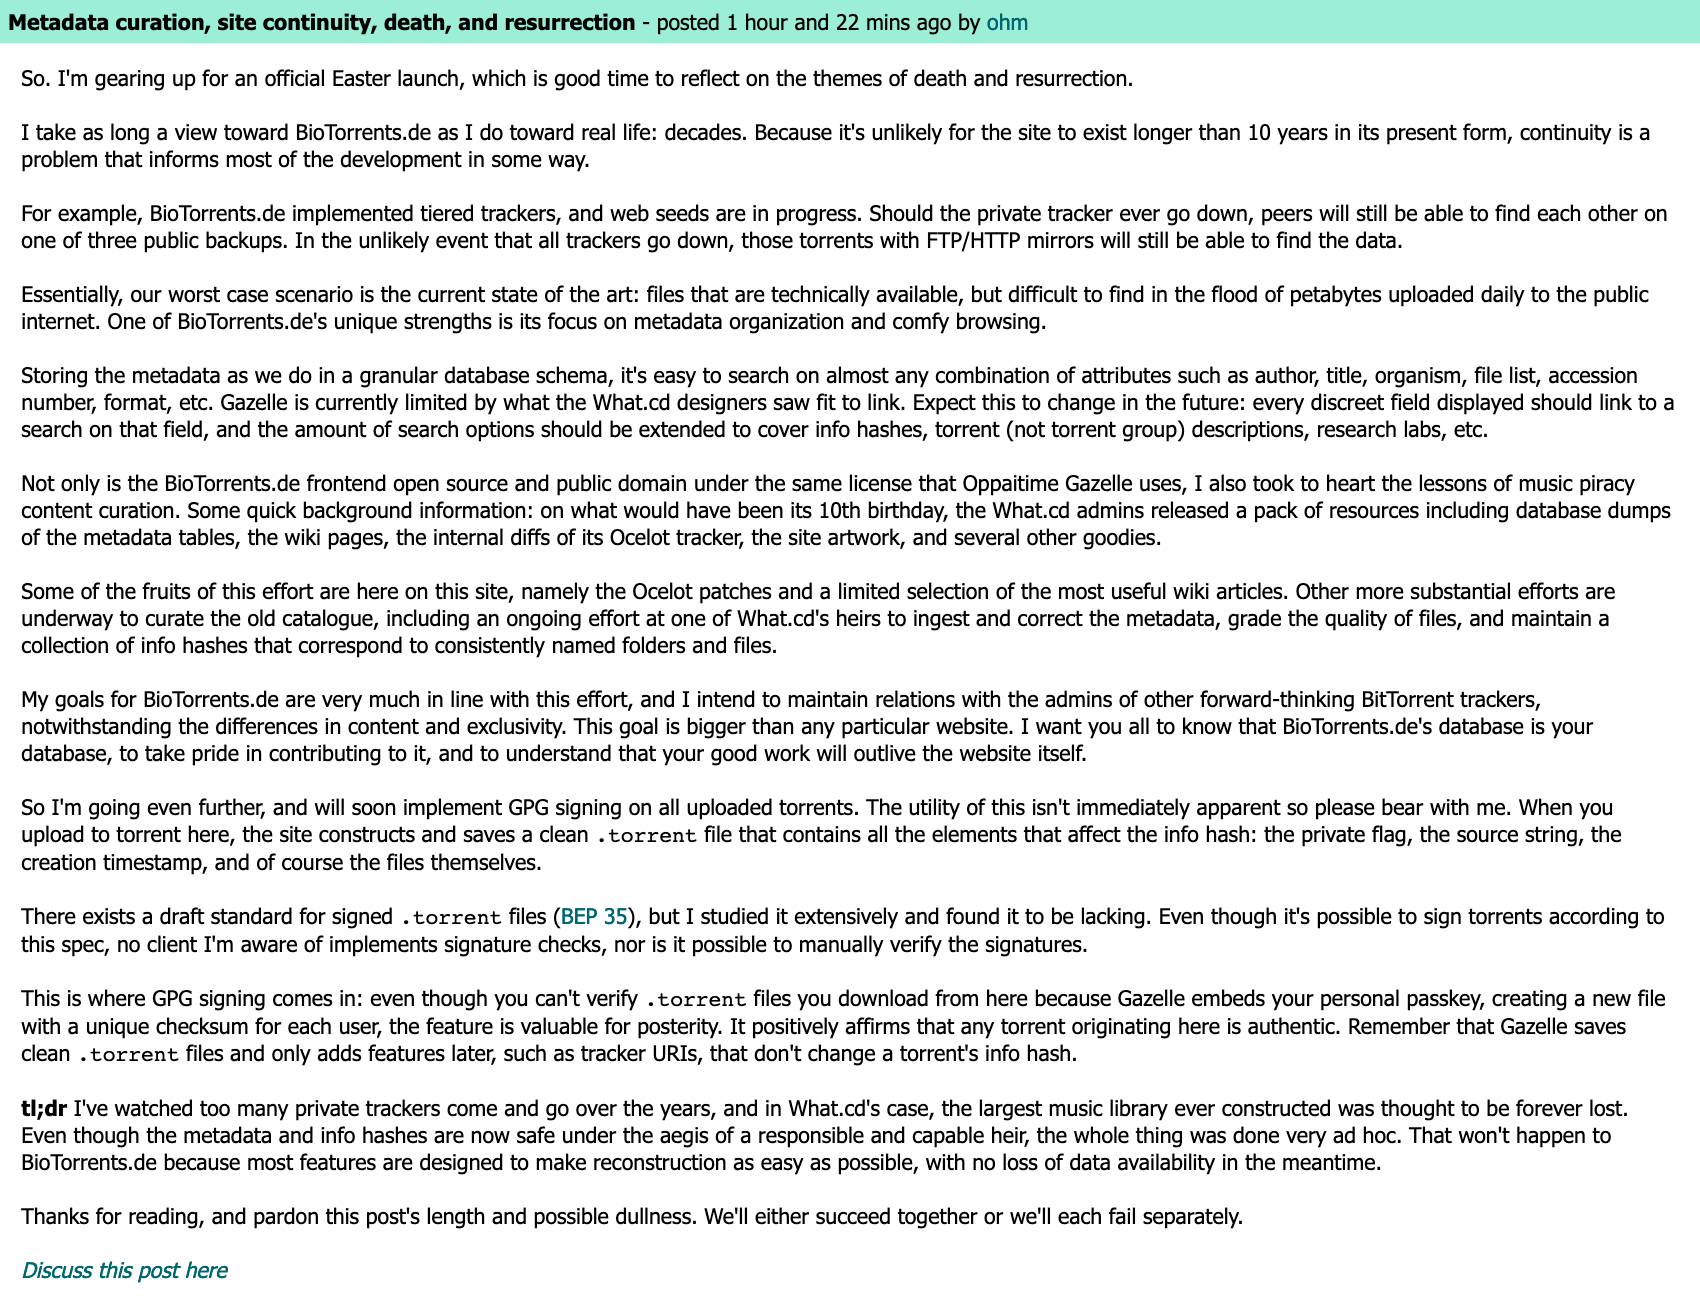 Metadata curation, site continuity, death, and resurrection - posted 1 hour and 22 mins ago by ohm
So. I'm gearing up for an official Easter launch, which is good time to reflect on the themes of death and resurrection.
I take as long a view toward BioTorrents.de as I do toward real life: decades. Because it's unlikely for the site to exist longer than 10 years in its present form, continuity is a
problem that informs most of the development in some way.
For example, BioTorrents.de implemented tiered trackers, and web seeds are in progress. Should the private tracker ever go down, peers will still be able to find each other on
one of three public backups. In the unlikely event that all trackers go down, those torrents with FTP/HTTP mirrors will still be able to find the data.
Essentially, our worst case scenario is the current state of the art: files that are technically available, but difficult to find in the flood of petabytes uploaded daily to the public
internet. One of BioTorrents.de's unique strengths is its focus on metadata organization and comfy browsing.
Storing the metadata as we do in a granular database schema, it's easy to search on almost any combination of attributes such as author, title, organism, file list, accession
number, format, etc. Gazelle is currently limited by what the What.cd designers saw fit to link. Expect this to change in the future: every discreet field displayed should link to a
search on that field, and the amount of search options should be extended to cover info hashes, torrent (not torrent group) descriptions, research labs, etc.
Not only is the BioTorrents.de frontend open source and public domain under the same license that Oppaitime Gazelle uses, I also took to heart the lessons of music piracy
content curation. Some quick background information: on what would have been its 10th birthday, the What.cd admins released a pack of resources including database dumps
of the metadata tables, the wiki pages, the internal diffs of its Ocelot tracker, the site artwork, and several other goodies.
Some of the fruits of this effort are here on this site, namely the Ocelot patches and a limited selection of the most useful wiki articles. Other more substantial efforts are
underway to curate the old catalogue, including an ongoing effort at one of What.cd's heirs to ingest and correct the metadata, grade the quality of files, and maintain a
collection of info hashes that correspond to consistently named folders and files.
My goals for BioTorrents.de are very much in line with this effort, and I intend to maintain relations with the admins of other forward-thinking BitTorrent trackers,
notwithstanding the differences in content and exclusivity. This goal is bigger than any particular website. I want you all to know that BioTorrents.de's database is your
database, to take pride in contributing to it, and to understand that your good work will outlive the website itself.
So I'm going even further, and will soon implement GPG signing on all uploaded torrents. The utility of this isn't immediately apparent so please bear with me. When you
upload to torrent here, the site constructs and saves a clean .torrent file that contains all the elements that affect the info hash: the private flag, the source string, the
creation timestamp, and of course the files themselves.
There exists a draft standard for signed .torrent files (BEP 35), but I studied it extensively and found it to be lacking. Even though it's possible to sign torrents according to
this spec, no client I'm aware of implements signature checks, nor is it possible to manually verify the signatures.
This is where GPG signing comes in: even though you can't verify .torrent files you download from here because Gazelle embeds your personal passkey, creating a new file
with a unique checksum for each user, the feature is valuable for posterity. It positively affirms that any torrent originating here is authentic. Remember that Gazelle saves
clean .torrent files and only adds features later, such as tracker URIs, that don't change a torrent's info hash.
tl;dr I've watched too many private trackers come and go over the years, and in What.cd's case, the largest music library ever constructed was thought to be forever lost.
Even though the metadata and info hashes are now safe under the aegis of a responsible and capable heir, the whole thing was done very ad hoc. That won't happen to
BioTorrents.de because most features are designed to make reconstruction as easy as possible, with no loss of data availability in the meantime.
Thanks for reading, and pardon this post's length and possible dullness. We'll either succeed together or we'll each fail separately.
Discuss this post here